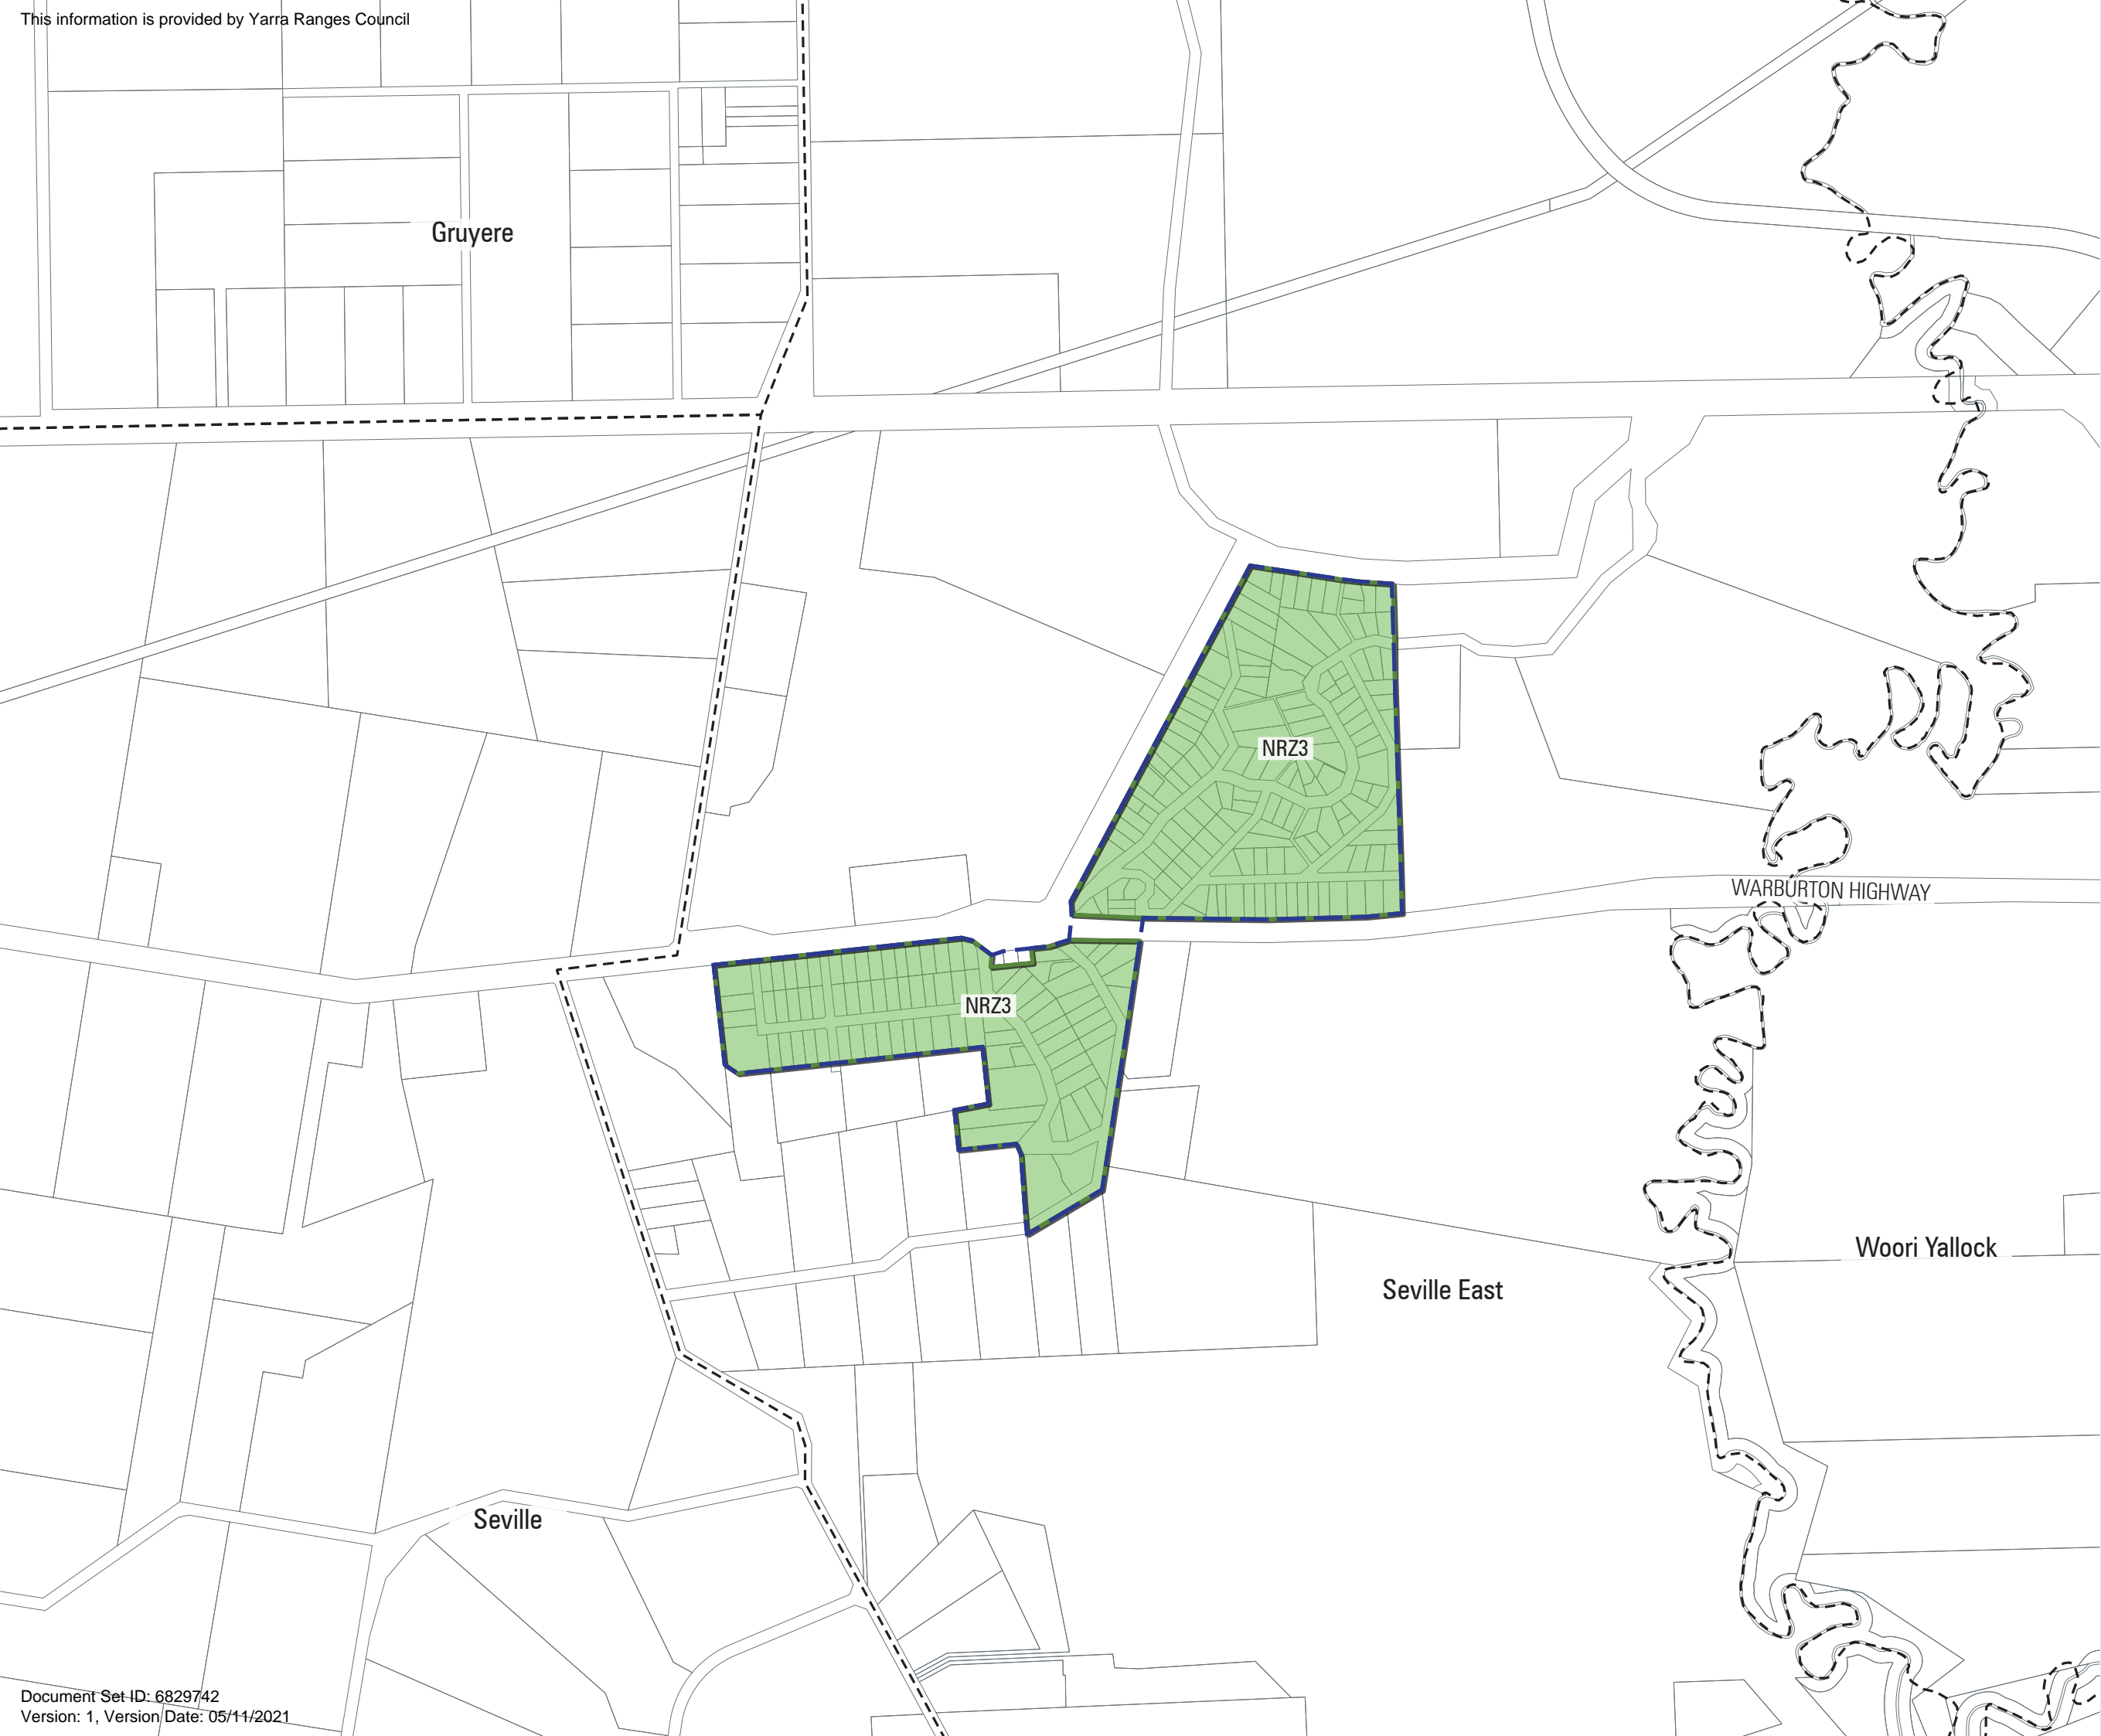 This information is provided by Yarra Ranges Council
Gruyere
NRZ3
WARBURTON HIGHWAY
NRZ3
Woori Yallock
Seville East
Seville
Document Set ID: 6829742
Version: 1, Version Date: 05/11/2021